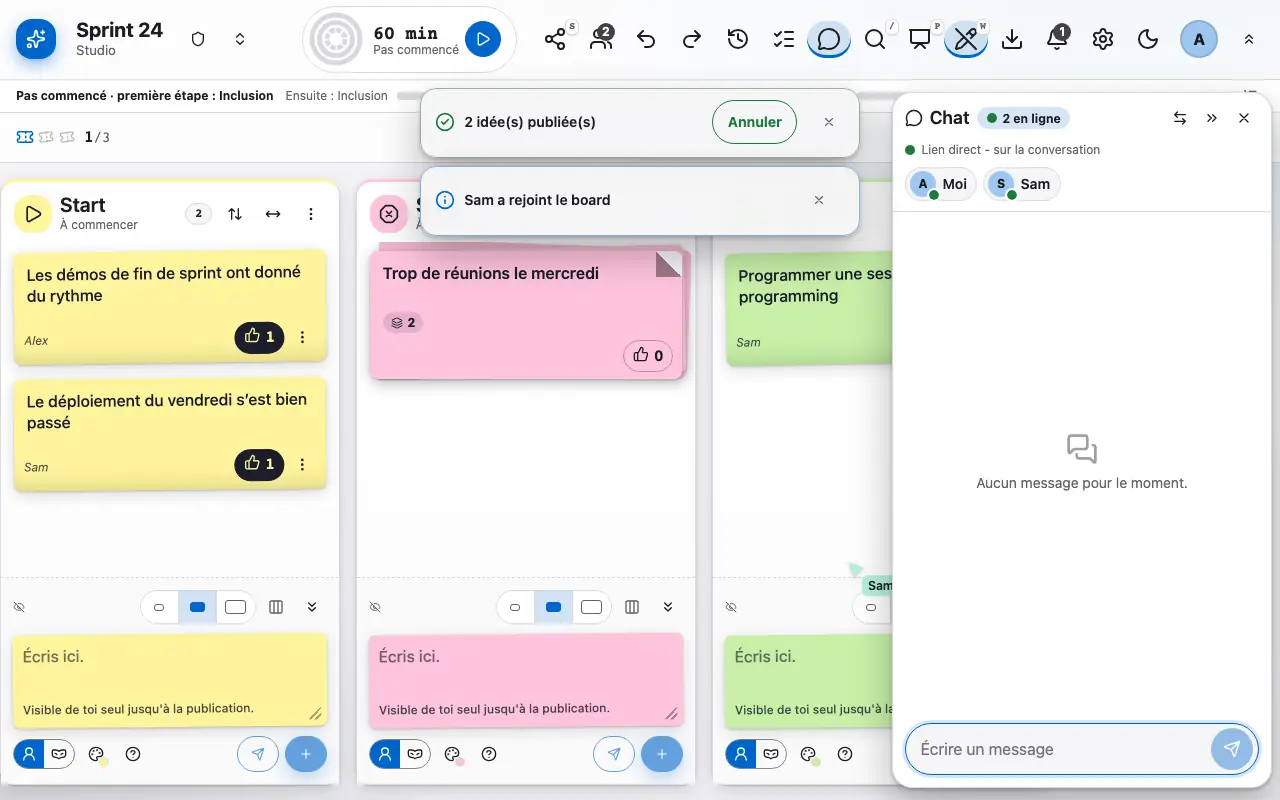 Sprint 24
Studio
60 min
Pas commencé
S
2
/
P
W
1
A
Pas commencé · première étape : Inclusion
Ensuite : Inclusion
1/3
2 idée(s) publiée(s)
Annuler
Sam a rejoint le board
Start
À commencer
2
Les démos de fin de sprint ont donné
du rythme
Alex
1
Le déploiement du vendredi s’est bien
passé
Sam
1
Trop de réunions le mercredi
2
0
Programmer une ses
programming
Sam
Sam
Écris ici.
Visible de toi seul jusqu'à la publication.
Écris ici.
Visible de toi seul jusqu'à la publication.
Écris ici.
Visible de toi seul jusqu'à la
Chat
2 en ligne
Lien direct - sur la conversation
A
Moi
S
Sam
Aucun message pour le moment.
Écrire un message